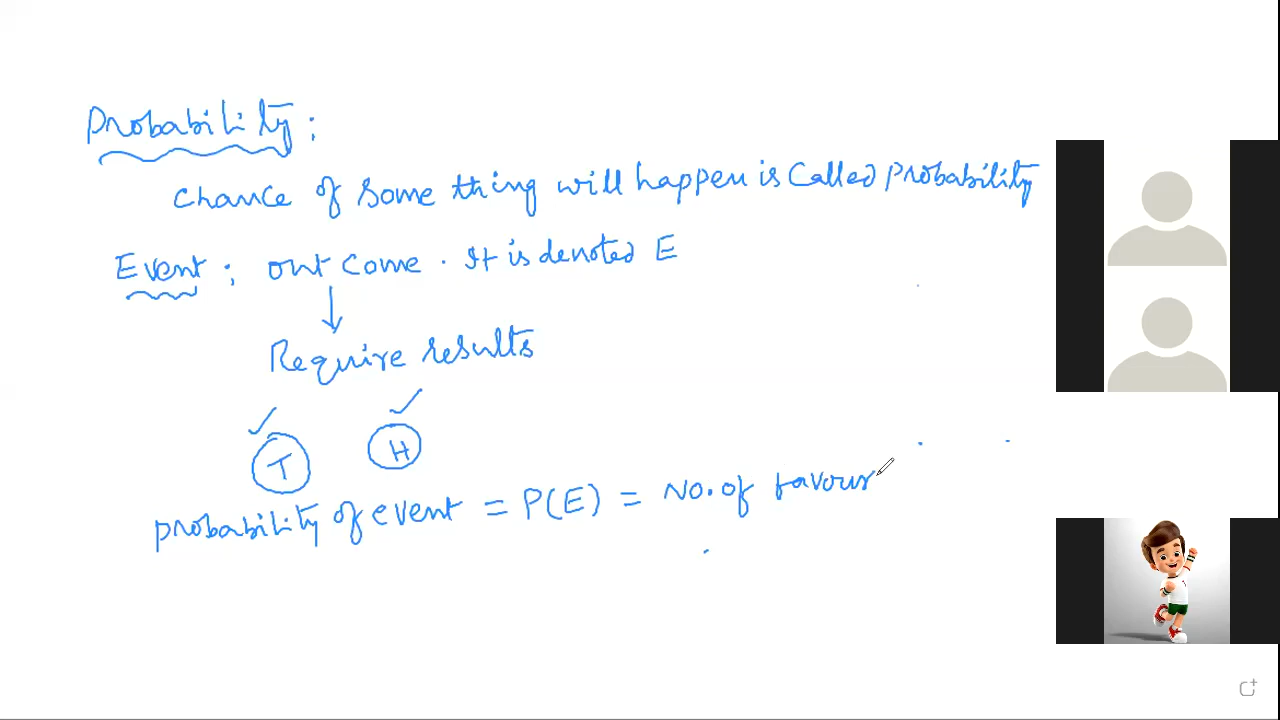 Probability :
chance of some thing will happen is called probability
Event : out come . It is denoted E
Require results
T H
probability of event = P(E) = No. of favour